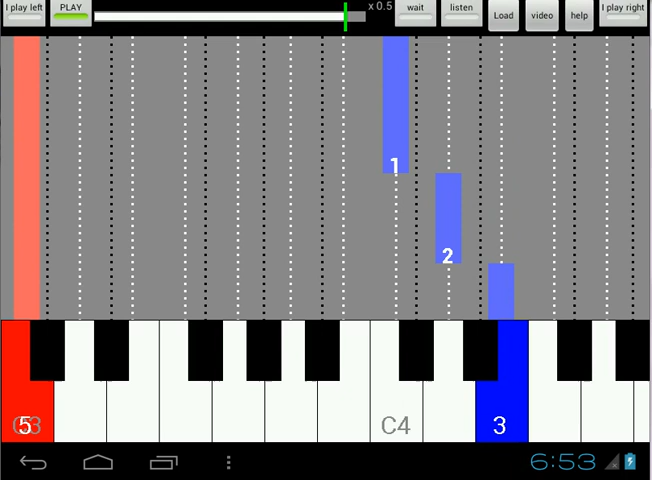 I play left
PLAY
x 0.5
wait
listen
Load
video
help
I play right
1
2
5
C3
C4
3
6:53